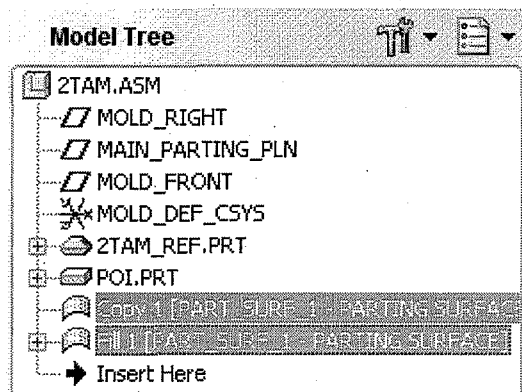 Model Tree
2TAM.ASM
MOLD_RIGHT
MAIN_PARTING_PLN
MOLD_FRONT
MOLD_DEF_CSYS
2TAM_REF.PRT
POI.PRT
Copy 1 [PART_SURF_1 - PARTING SURFACE
Fill 1 [PART_SURF_1 - PARTING SURFACE]
Insert Here